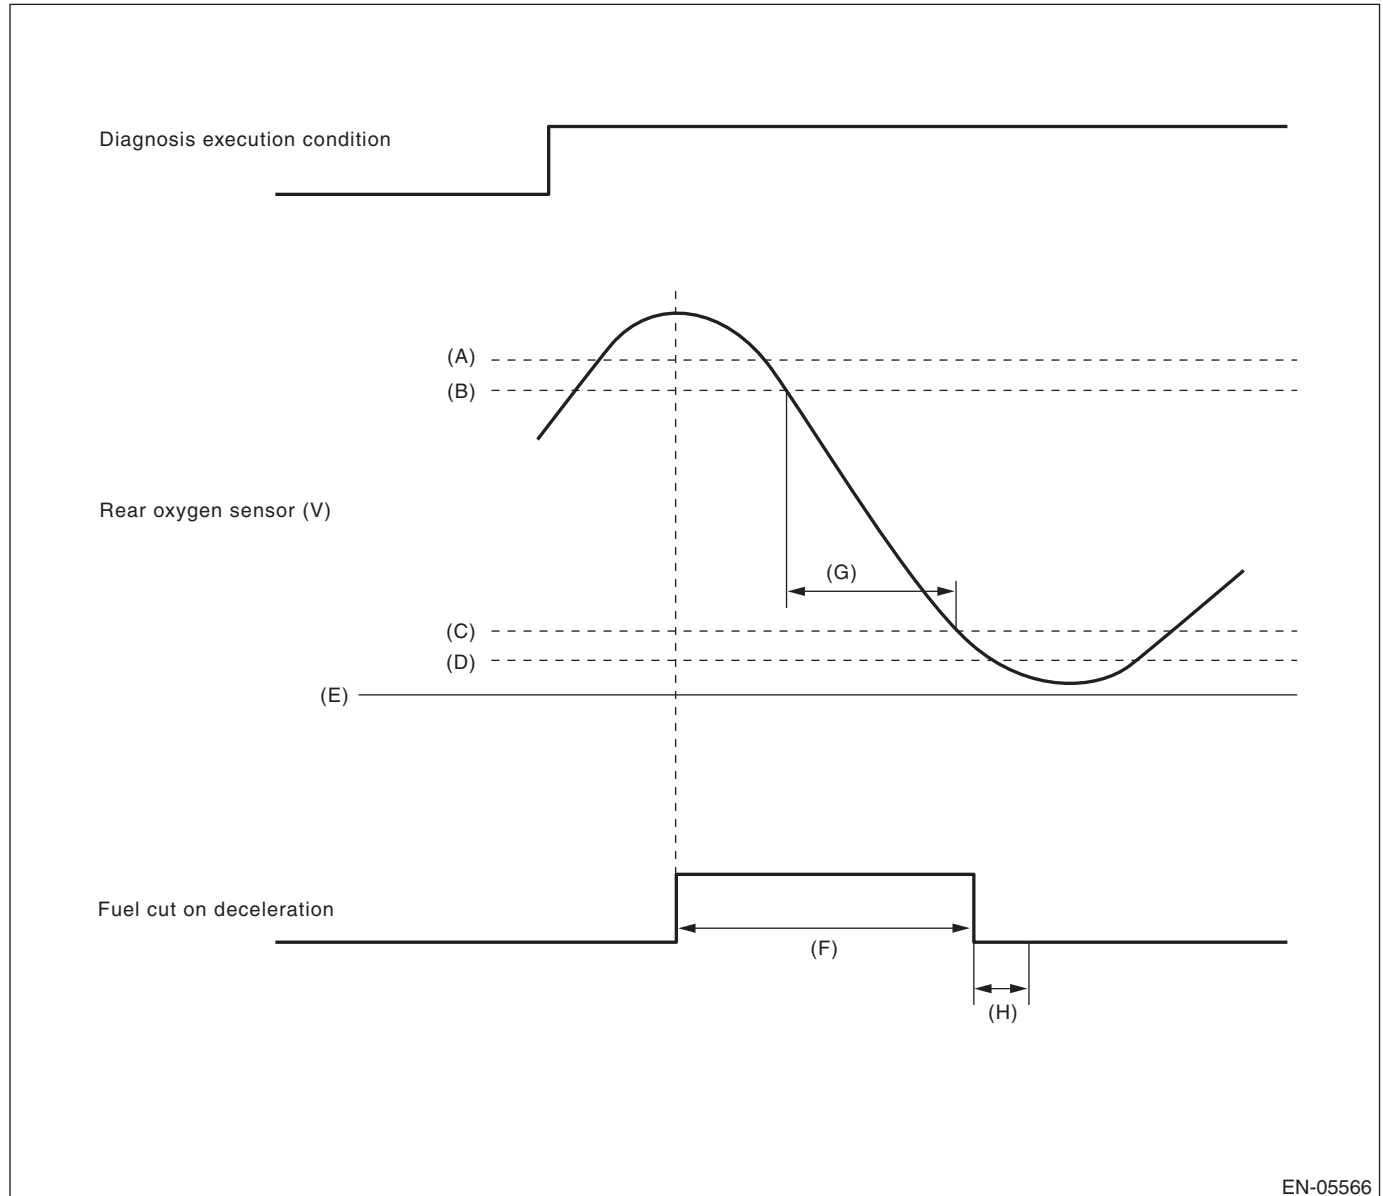 Diagnosis execution condition
(A)
(B)
Rear oxygen sensor (V)
(G)
(C)
(D)
(E)
Fuel cut on deceleration
(F)
(H)
EN-05566